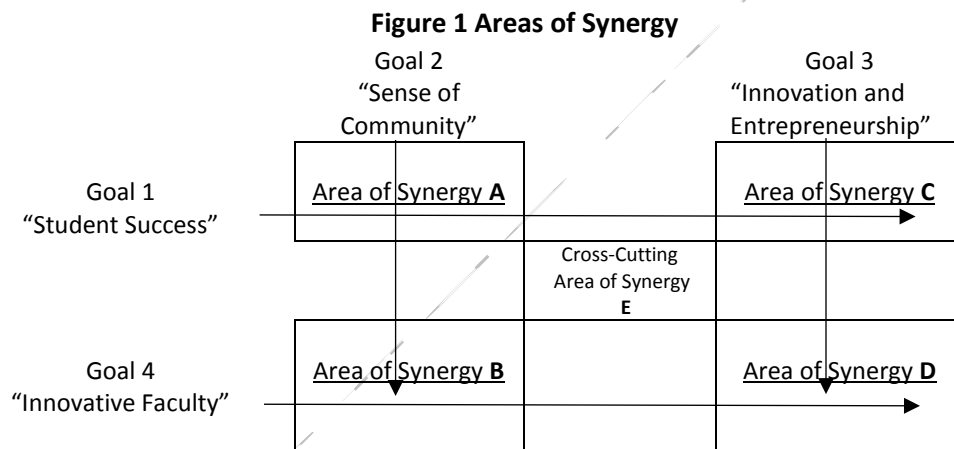 Figure 1 Areas of Synergy
Goal 2
“Sense of
Community”
Goal 3
“Innovation and
Entrepreneurship”
Goal 1
“Student Success”
Area of Synergy A
Area of Synergy C
Cross-Cutting
Area of Synergy
E
Goal 4
“Innovative Faculty”
Area of Synergy B
Area of Synergy D